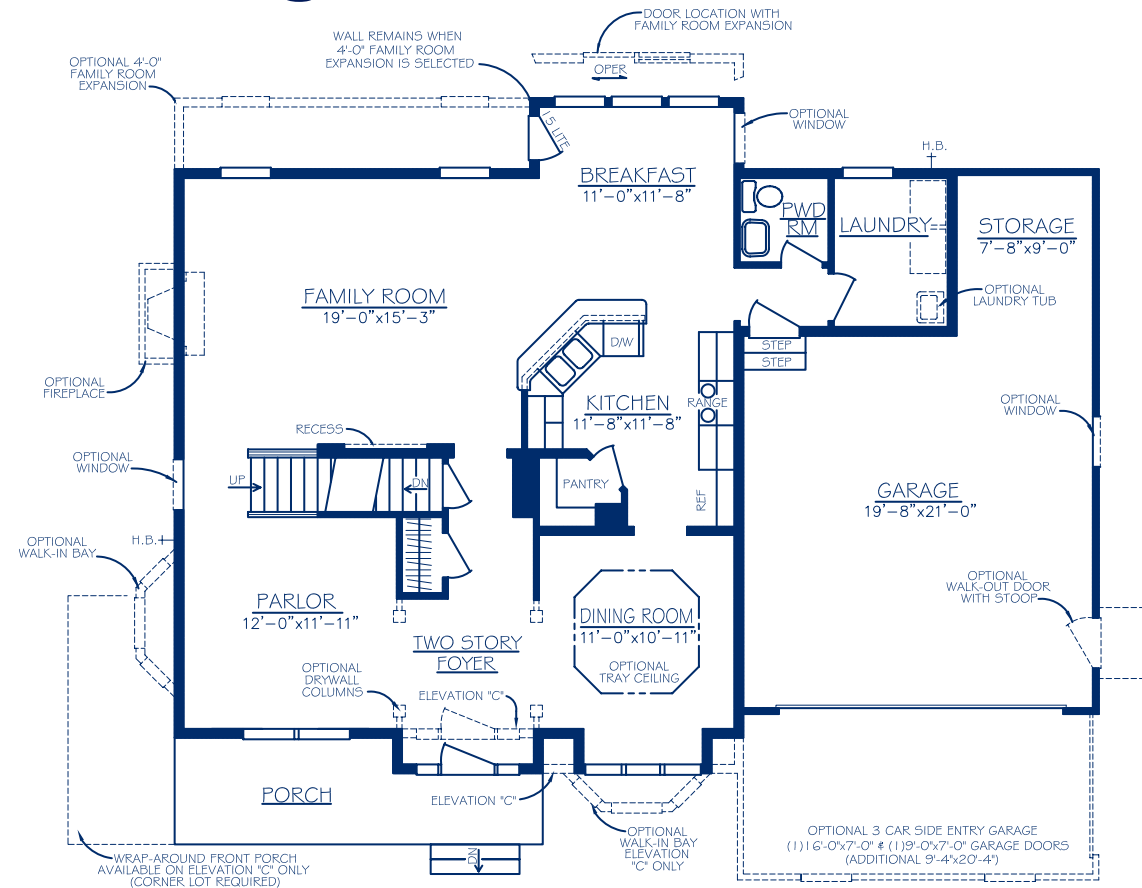 DOOR LOCATION WITH
FAMILY ROOM EXPANSION
WALL REMAINS WHEN
4'-0" FAMILY ROOM
EXPANSION IS SELECTED
OPTIONAL 4'-0"
FAMILY ROOM
EXPANSION
OPER
15 LITE
OPTIONAL
WINDOW
H.B.
BREAKFAST
11'-0"x11'-8"
PWD
RM
LAUNDRY
STORAGE
7'-8"x9'-0"
OPTIONAL
LAUNDRY TUB
FAMILY ROOM
19'-0"x15'-3"
D/W
STEP
STEP
OPTIONAL
FIREPLACE
KITCHEN
11'-8"x11'-8"
RANGE
OPTIONAL
WINDOW
RECESS
OPTIONAL
WINDOW
UP
DN
PANTRY
REF
GARAGE
19'-8"x21'-0"
H.B.
OPTIONAL
WALK-IN BAY
OPTIONAL
WALK-OUT DOOR
WITH STOOP
PARLOR
12'-0"x11'-11"
DINING ROOM
11'-0"x10'-11"
TWO STORY
FOYER
OPTIONAL
TRAY CEILING
OPTIONAL
DRYWALL
COLUMNS
ELEVATION "C"
PORCH
ELEVATION "C"
OPTIONAL
WALK-IN BAY
ELEVATION
"C" ONLY
OPTIONAL 3 CAR SIDE ENTRY GARAGE
(1)16'-0"x7'-0" & (1)9'-0"x7'-0" GARAGE DOORS
(ADDITIONAL 9'-4"x20'-4")
DN
WRAP-AROUND FRONT PORCH
AVAILABLE ON ELEVATION "C" ONLY
(CORNER LOT REQUIRED)